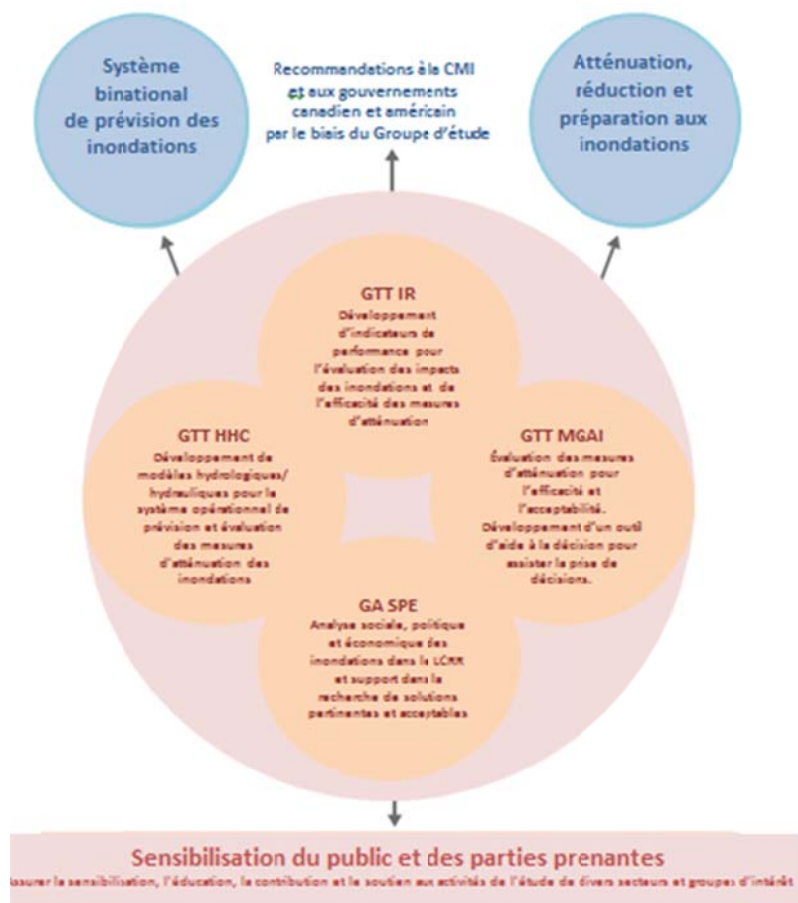 Système
binational
de prévision des
inondations
Recommandations à la CMI
et aux gouvernements
canadien et américain
par le biais du Groupe d'étude
Atténuation,
réduction et
préparation aux
inondations
GTT IR
Développement
d'indicateurs de
performance pour
l'évaluation des impacts
des inondations et de
l'efficacité des mesures
d'atténuation
GTT HHC
Développement de
modèles hydrologiques/
hydrauliques pour le
système opérationnel de
prévision et évaluation
des mesures
d'atténuation des
inondations
GTT MGAI
Évaluation des mesures
d'atténuation pour
l'efficacité et
l'acceptabilité.
Développement d'un outil
d'aide à la décision pour
assister la prise de
décisions.
GA SPE
Analyse sociale, politique
et économique des
inondations dans le LCRR
et support dans la
recherche de solutions
pertinentes et acceptables
Sensibilisation du public et des parties prenantes
Assurer la sensibilisation, l'éducation, la contribution et le soutien aux activités de l'étude de divers secteurs et groupes d'intérêt